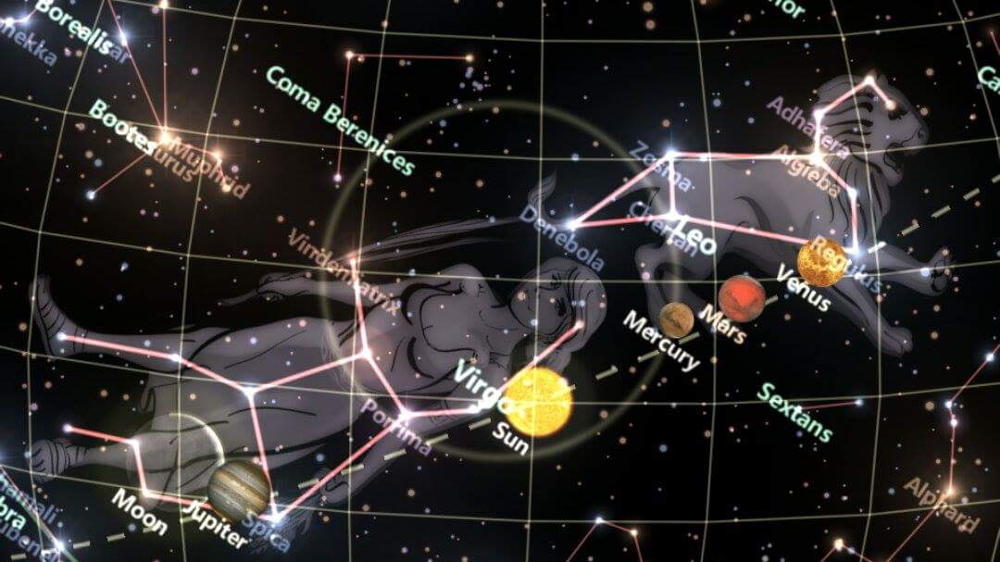 Borealis
Coma Berenices
Bootes
Muphrid
Adhafera
Algieba
Zosma
Denebola
Leo
Regulus
Venus
Mars
Mercury
Vindemiatrix
Virgo
Sun
Porrima
Sextans
Alphard
Moon
Jupiter
Spica